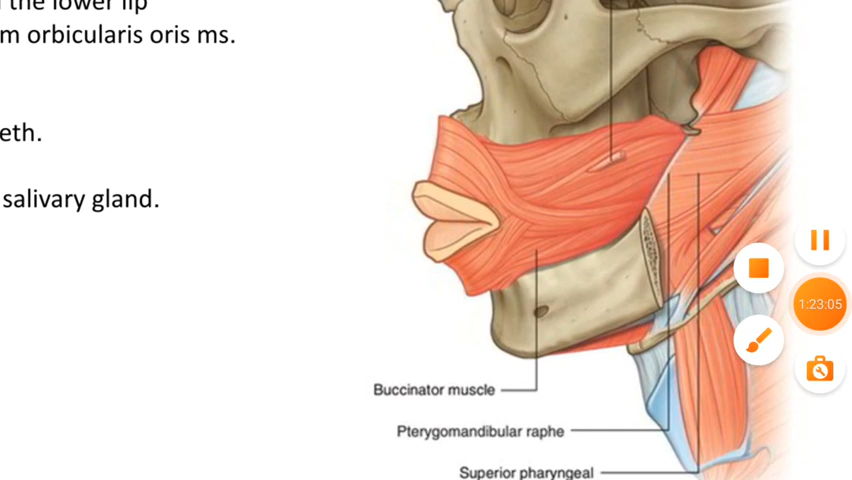 the lower lip
m orbicularis oris ms.
eth.
salivary gland.
1:23:05
Buccinator muscle
Pterygomandibular raphe
Superior pharyngeal